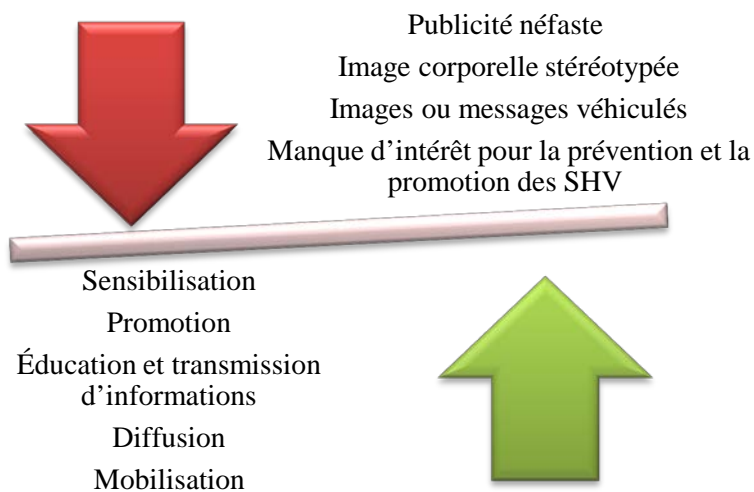 Publicité néfaste
Image corporelle stéréotypée
Images ou messages véhiculés
Manque d'intérêt pour la prévention et la
promotion des SHV
Sensibilisation
Promotion
Éducation et transmission
d'informations
Diffusion
Mobilisation